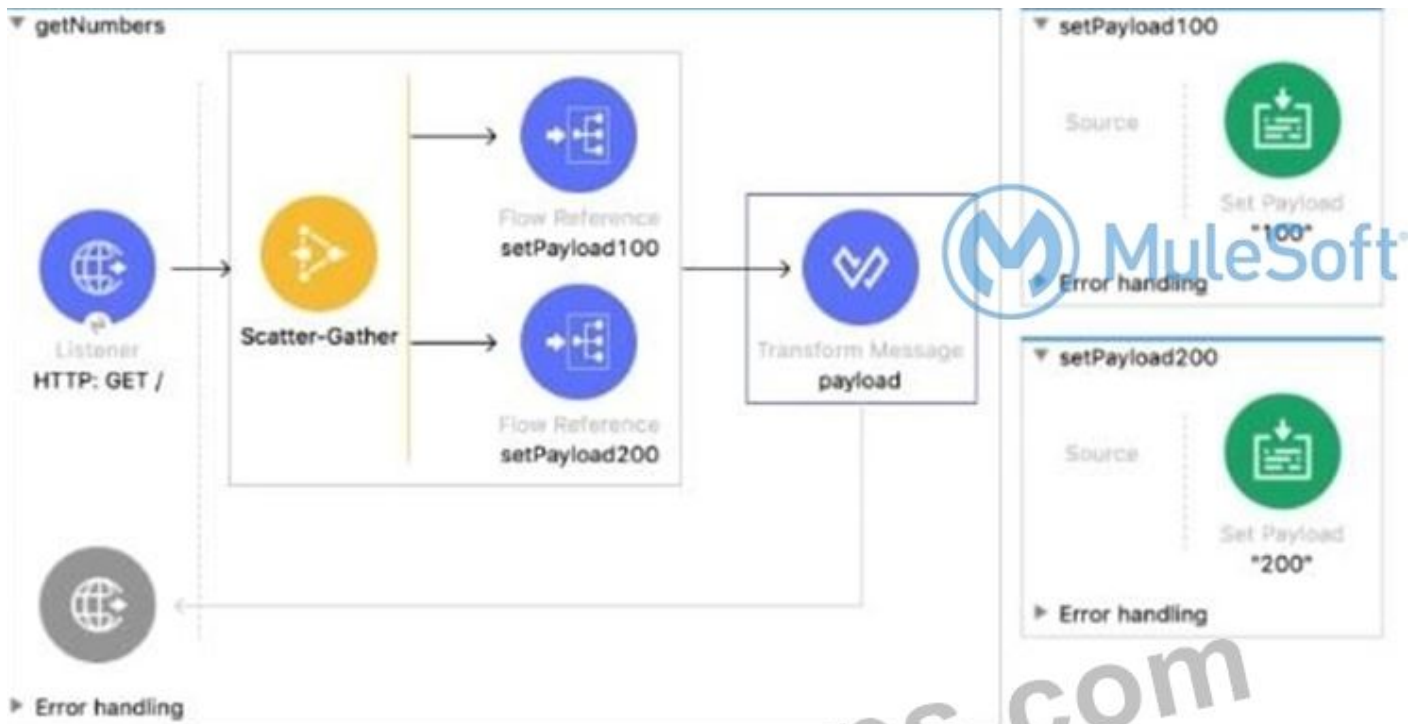 getNumbers
Flow Reference
setPayload100
Listener
HTTP: GET /
Scatter-Gather
Flow Reference
setPayload200
Transform Message
payload
Error handling
setPayload100
Source
Set Payload
"100"
MuleSoft
Error handling
setPayload200
Source
Set Payload
"200"
Error handling
s.com